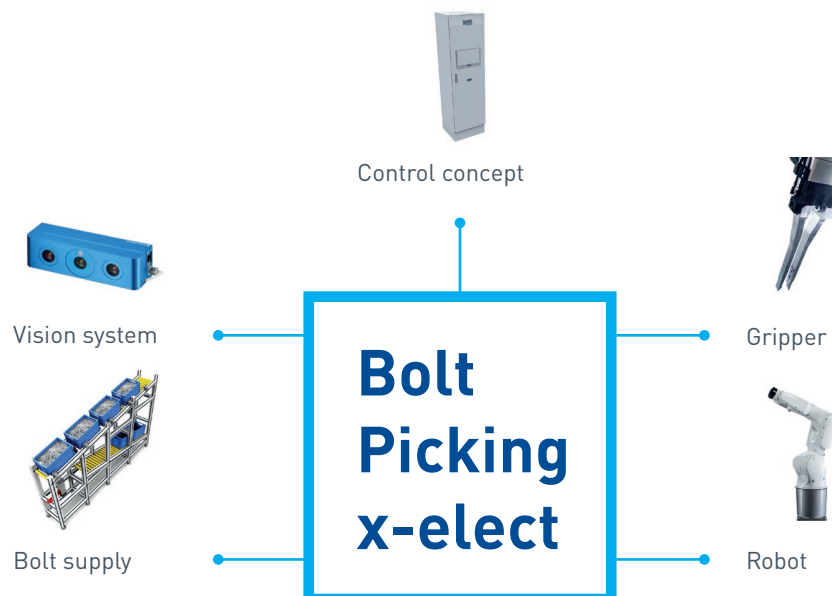 Control concept
Vision system
Gripper
Bolt
Picking
x-elect
Bolt supply
Robot